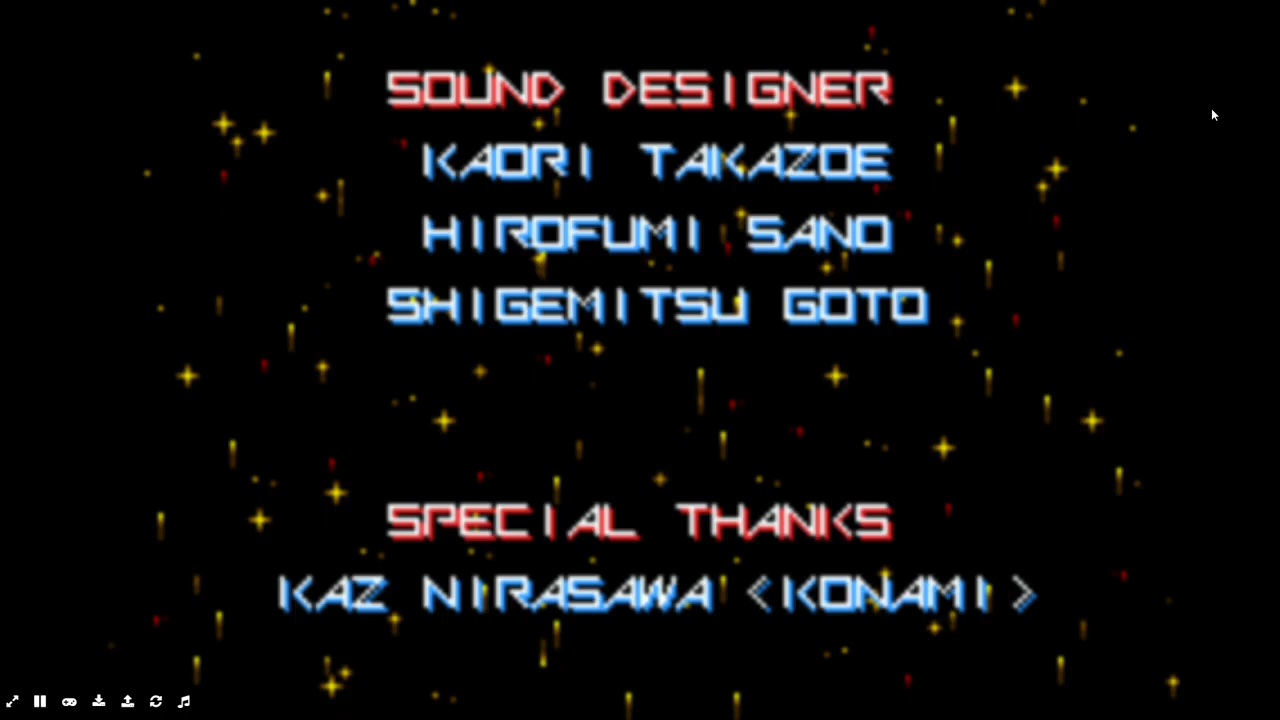 SOUND DESIGNER
KAORI TAKAZOE
HIROFUMI SANO
SHIGEMITSU GOTO
SPECIAL THANKS
KAZ NIRASAWA <KONAMI>